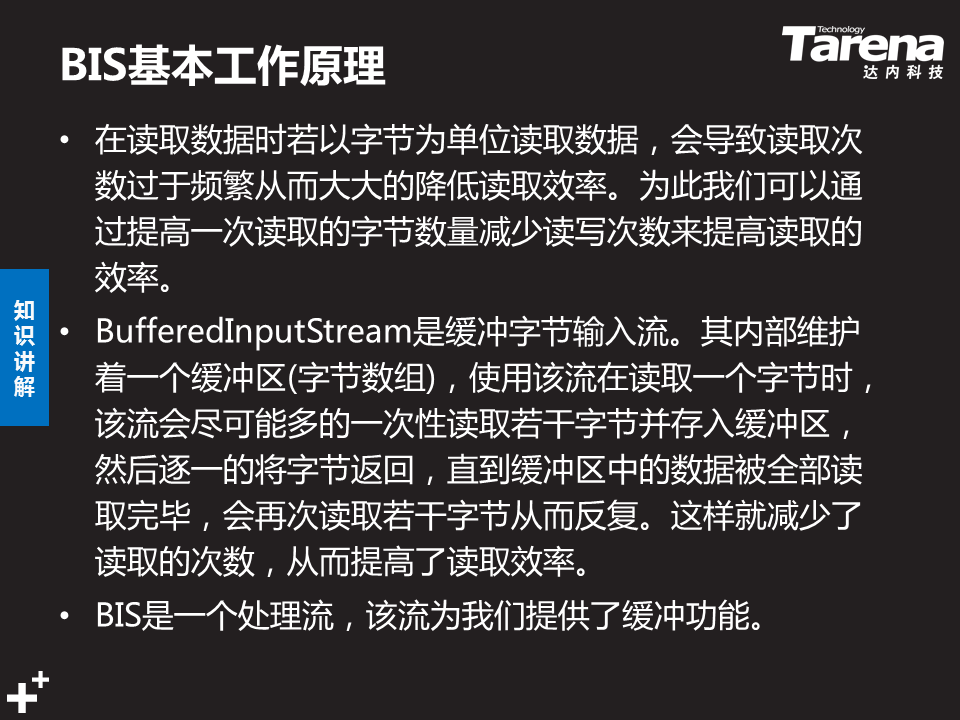 BIS基本工作原理
Technology
Tarena
达内科技
• 在读取数据时若以字节为单位读取数据，会导致读取次
数过于频繁从而大大的降低读取效率。为此我们可以通
过提高一次读取的字节数量减少读写次数来提高读取的
效率。
知
识
讲
解
• BufferedInputStream是缓冲字节输入流。其内部维护
着一个缓冲区(字节数组)，使用该流在读取一个字节时，
该流会尽可能多的一次性读取若干字节并存入缓冲区，
然后逐一的将字节返回，直到缓冲区中的数据被全部读
取完毕，会再次读取若干字节从而反复。这样就减少了
读取的次数，从而提高了读取效率。
• BIS是一个处理流，该流为我们提供了缓冲功能。